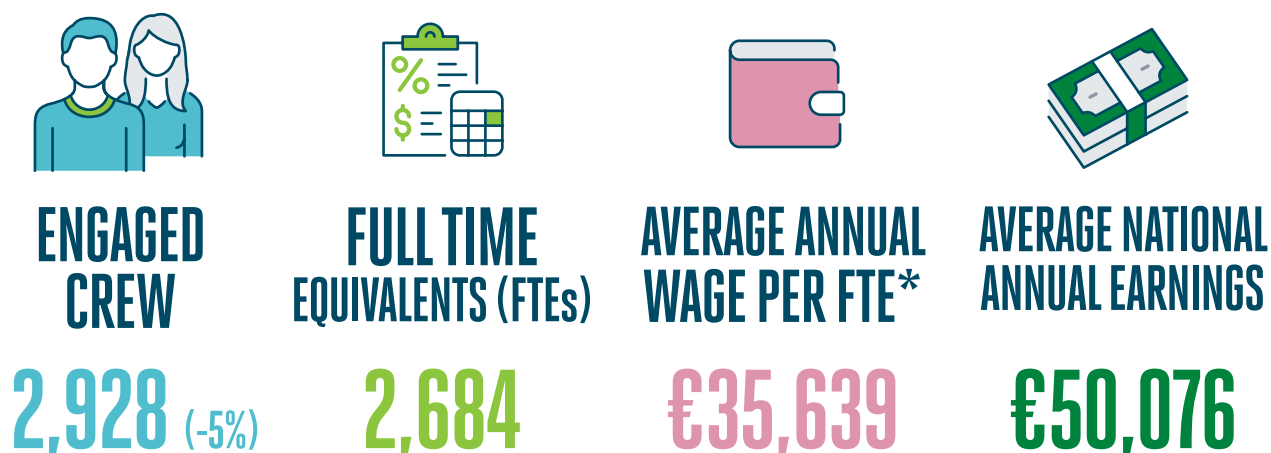 % 
$
ENGAGED
CREW
2,928 (-5%)
FULL TIME
EQUIVALENTS (FTEs)
2,684
AVERAGE ANNUAL
WAGE PER FTE*
€35,639
AVERAGE NATIONAL
ANNUAL EARNINGS
€50,076